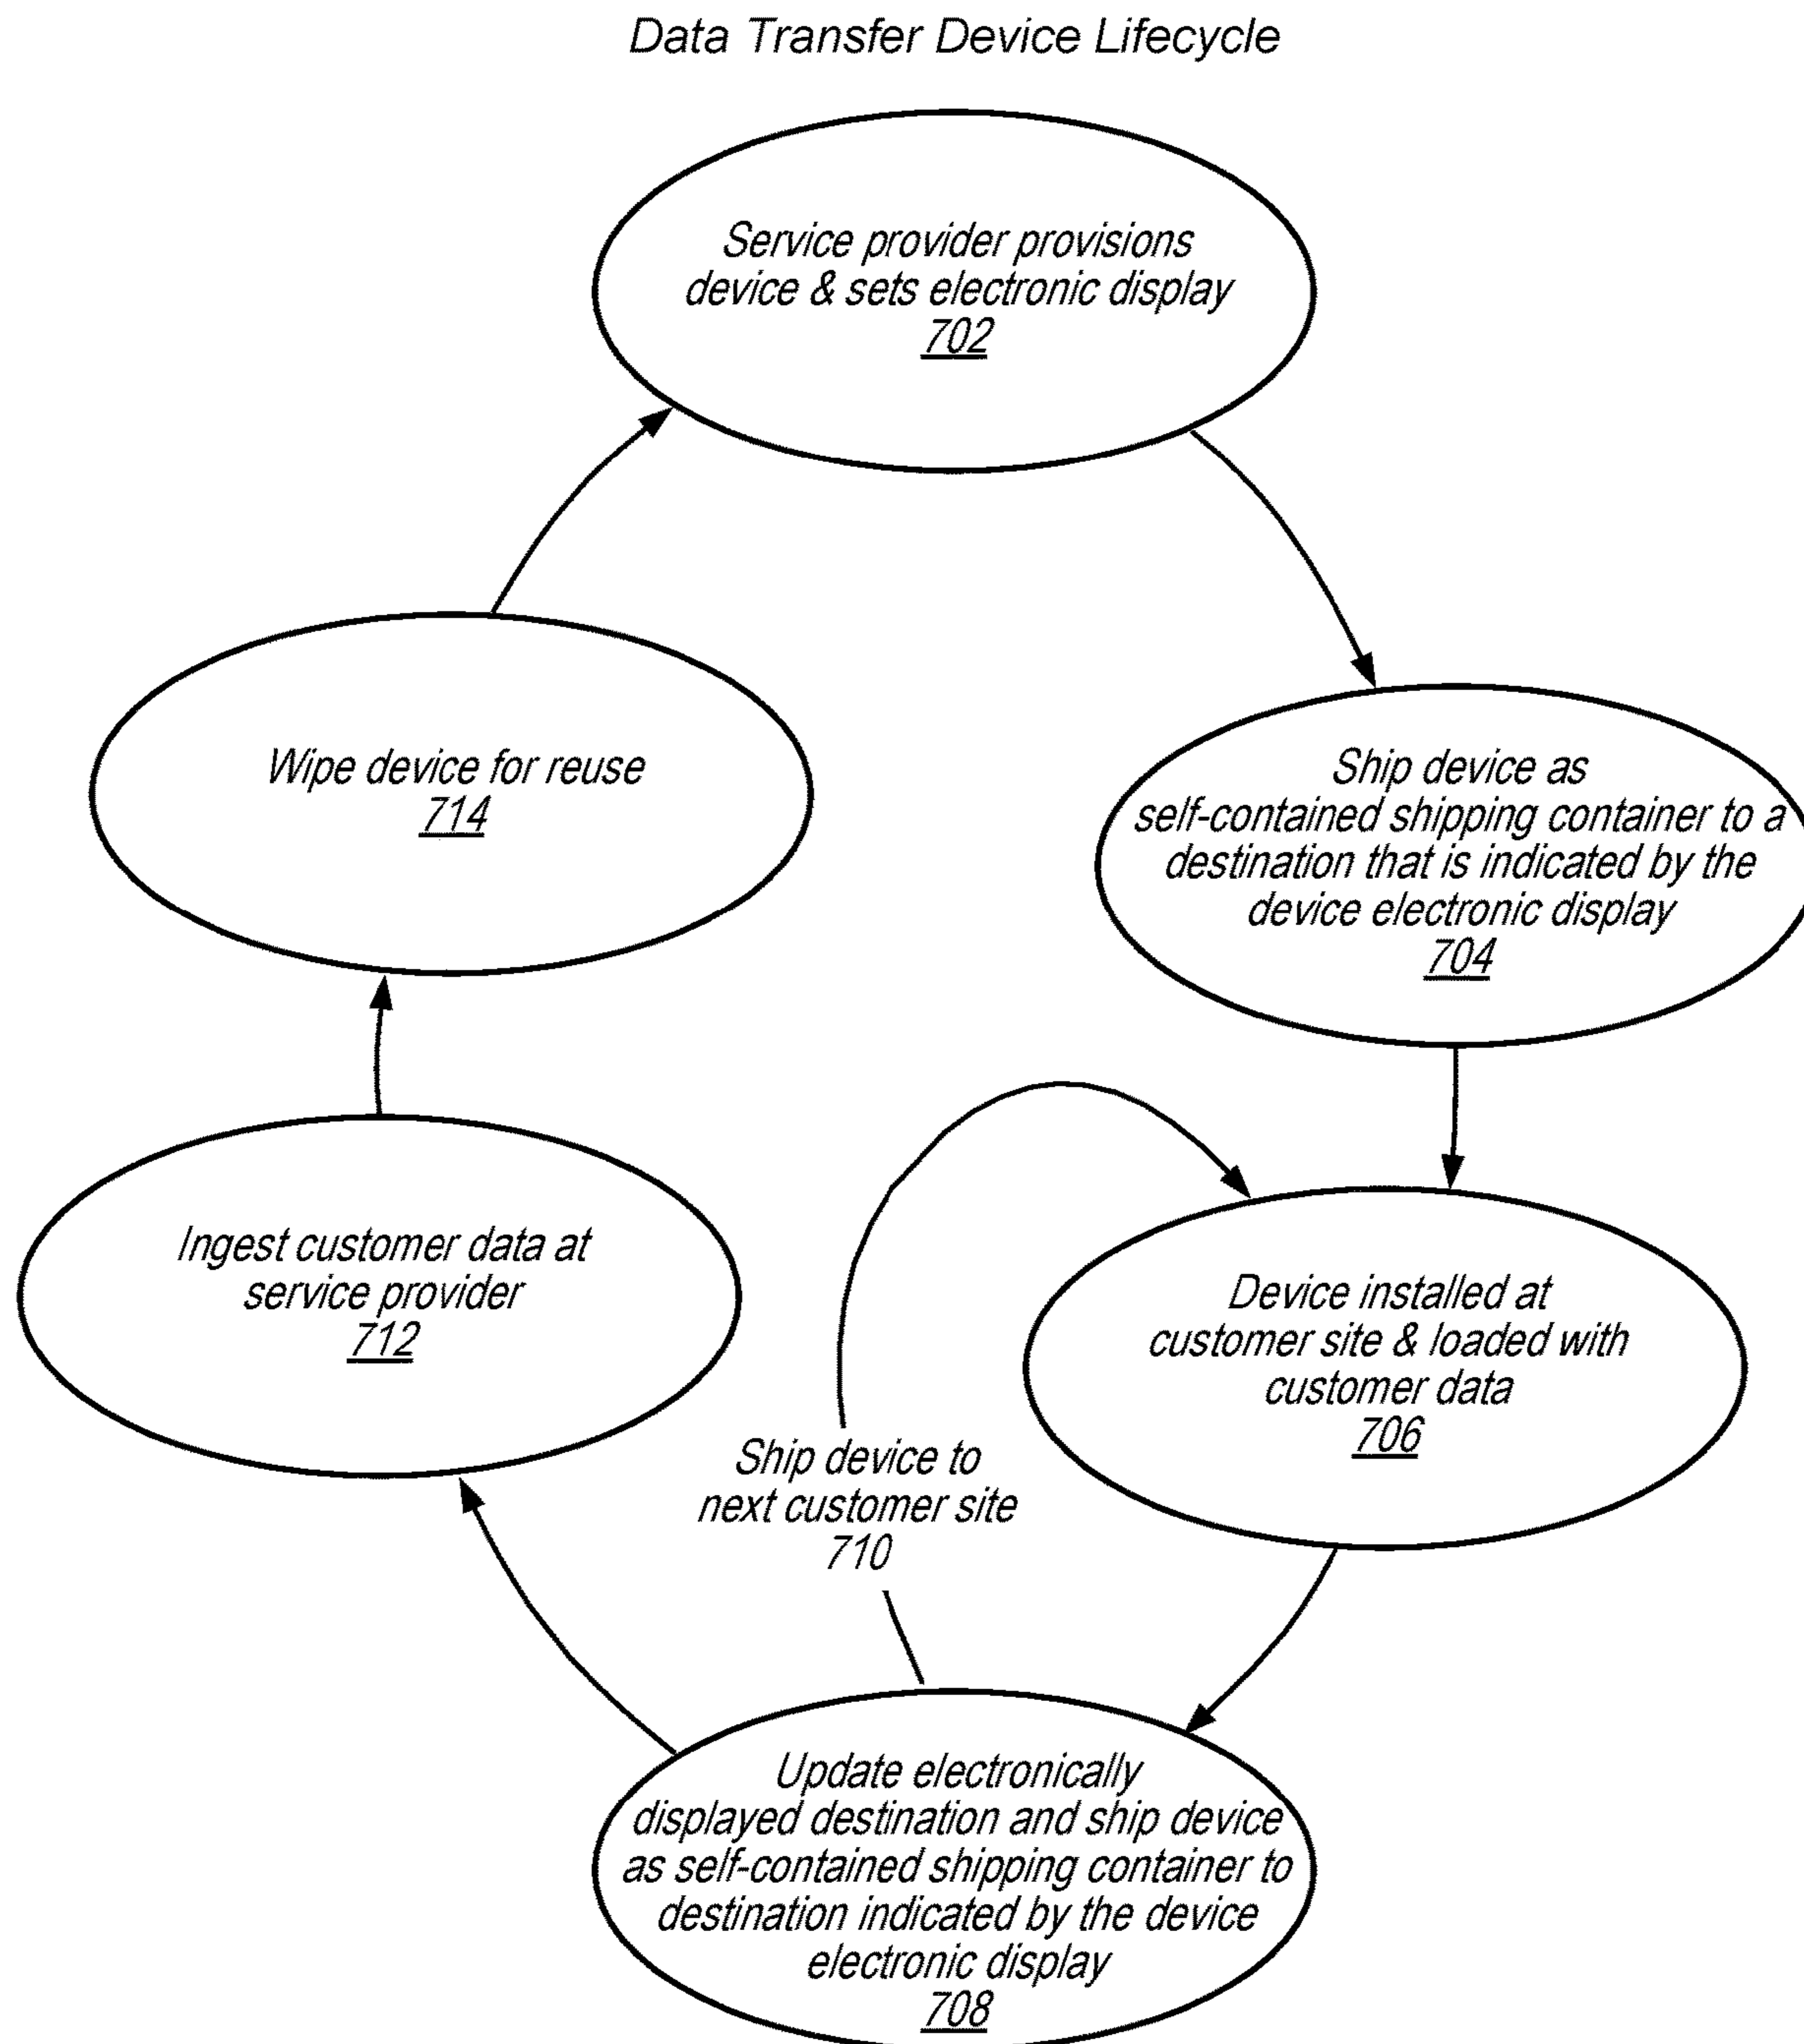 Data Transfer Device Lifecycle
Service provider provisions
device & sets electronic display
702
Ship device as
self-contained shipping container to a
destination that is indicated by the
device electronic display
704
Device installed at
customer site & loaded with
customer data
706
Update electronically
displayed destination and ship device
as self-contained shipping container to
destination indicated by the device
electronic display
708
Ship device to
next customer site
710
Ingest customer data at
service provider
712
Wipe device for reuse
714